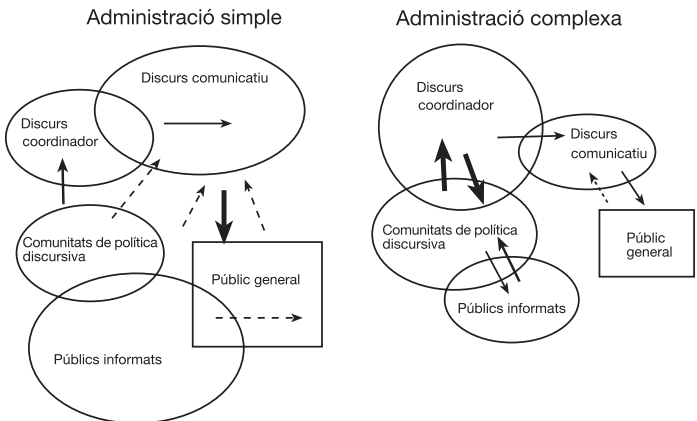 Administració simple
Discurs comunicatiu
Discurs
coordinador
Comunitats de política
discursiva
Públic general
Públics informats
Administració complexa
Discurs
coordinador
Discurs
comunicatiu
Comunitats de política
discursiva
Públic
general
Públics informats